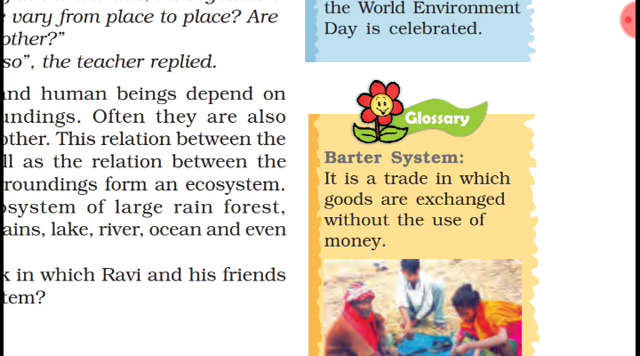 vary from place to place? Are
other?"
so", the teacher replied.
and human beings depend on
undings. Often they are also
other. This relation between the
ll as the relation between the
roundings form an ecosystem.
osystem of large rain forest,
ains, lake, river, ocean and even
k in which Ravi and his friends
tem?
the World Environment
Day is celebrated.
Glossary
Barter System:
It is a trade in which
goods are exchanged
without the use of
money.